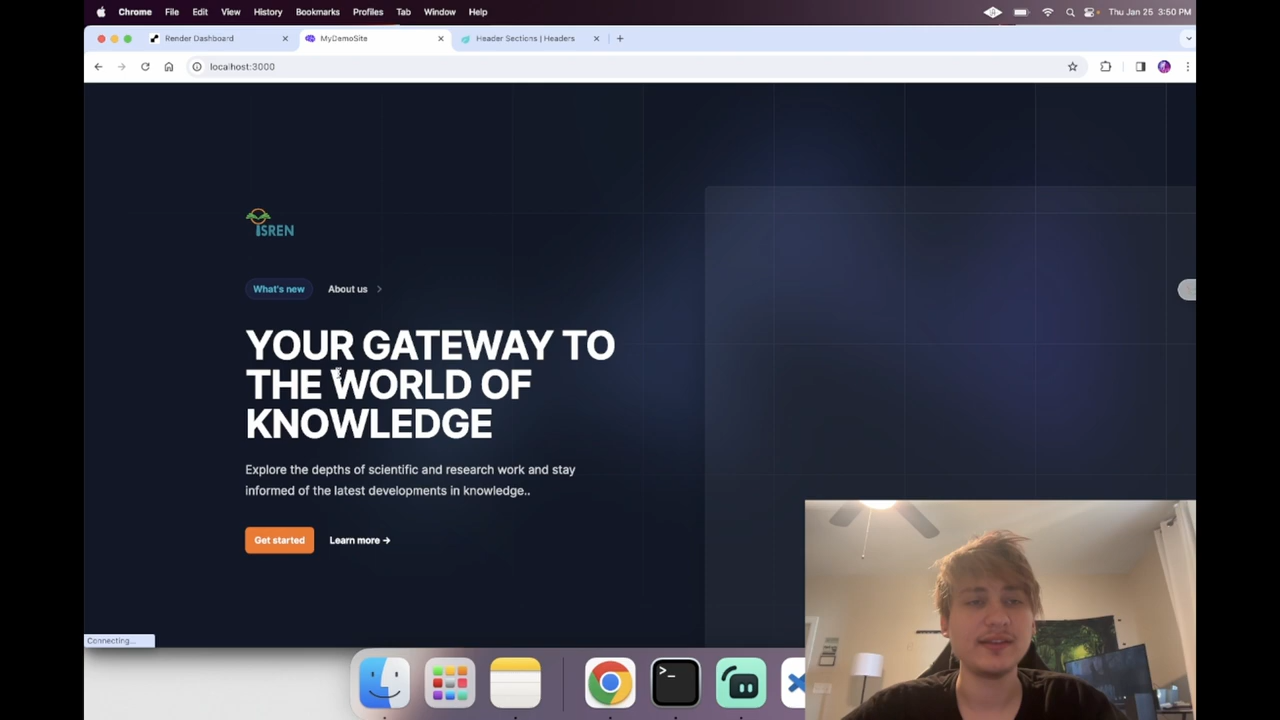 Chrome File Edit View History Bookmarks Profiles Tab Window Help Thu Jan 25 3:50 PM
Render Dashboard MyDemoSite Header Sections | Headers
localhost:3000
ISREN
What's new About us
YOUR GATEWAY TO
THE WORLD OF
KNOWLEDGE
Explore the depths of scientific and research work and stay
informed of the latest developments in knowledge..
Get started Learn more →
Connecting...